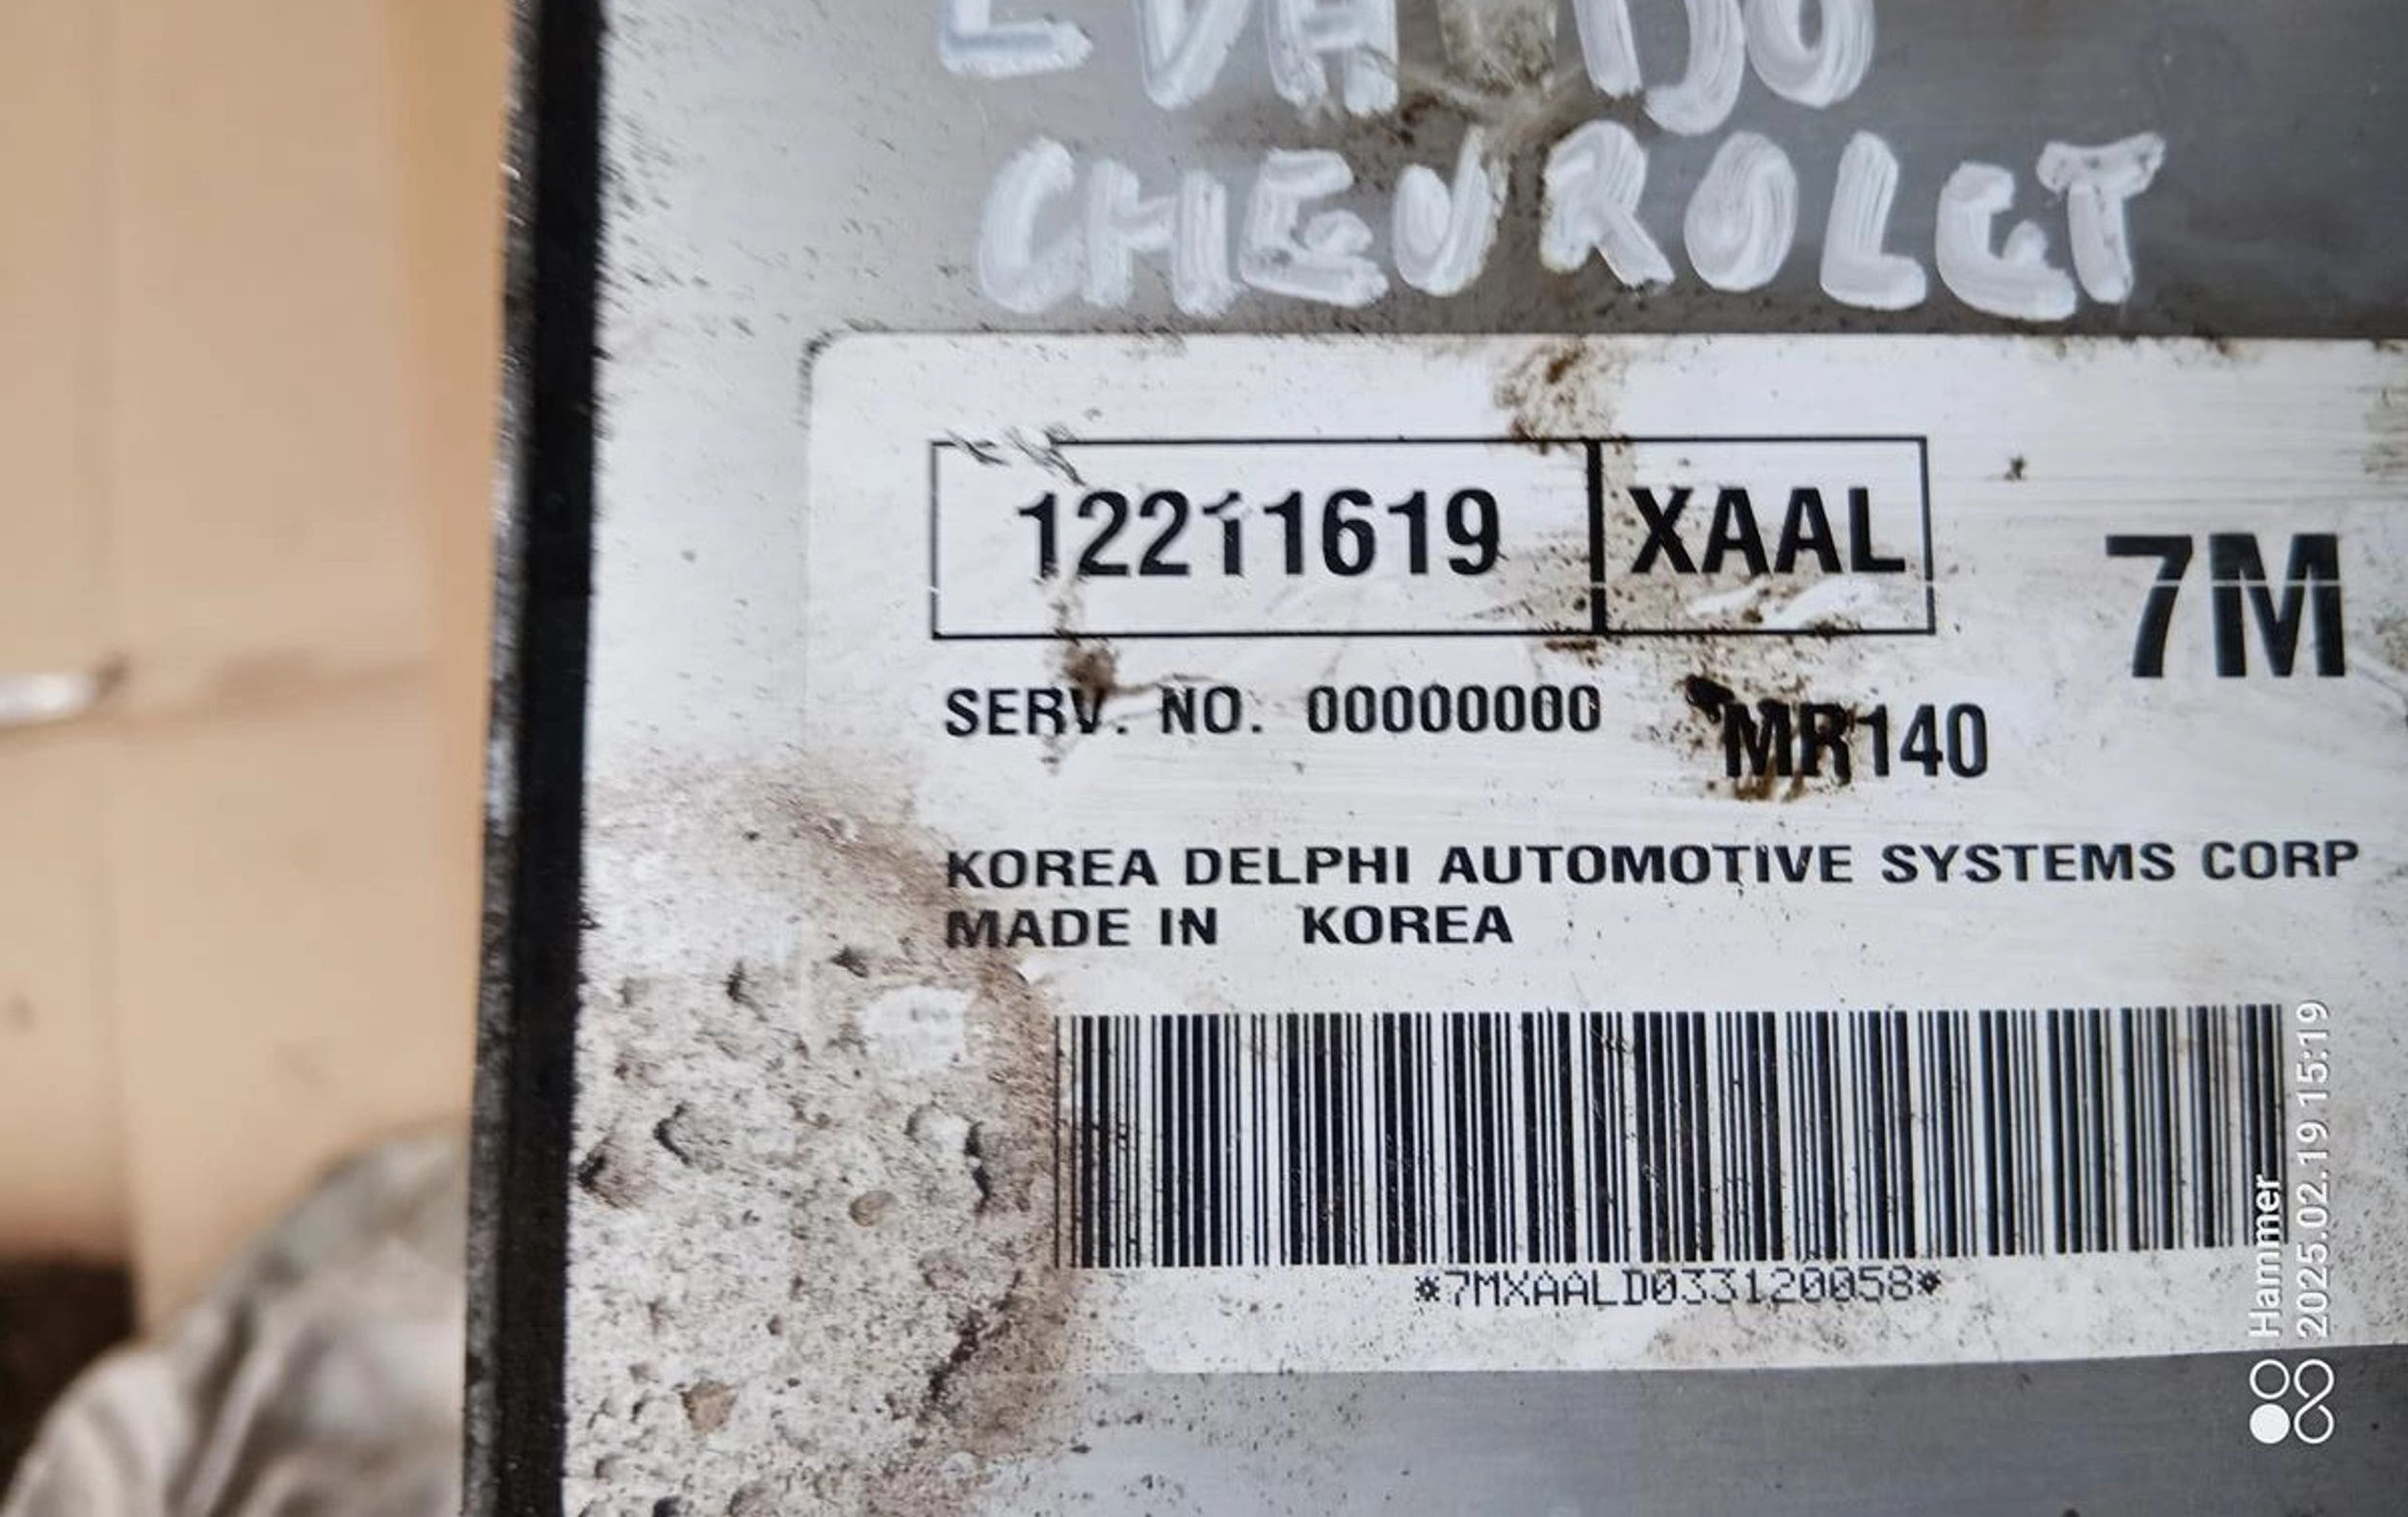 CHEVROLET
12211619 XAAL
7M
SERV. NO. 00000000 MR140
KOREA DELPHI AUTOMOTIVE SYSTEMS CORP
MADE IN KOREA
*7MXAALD033120058*
Hammer
2025.02.19 15:19